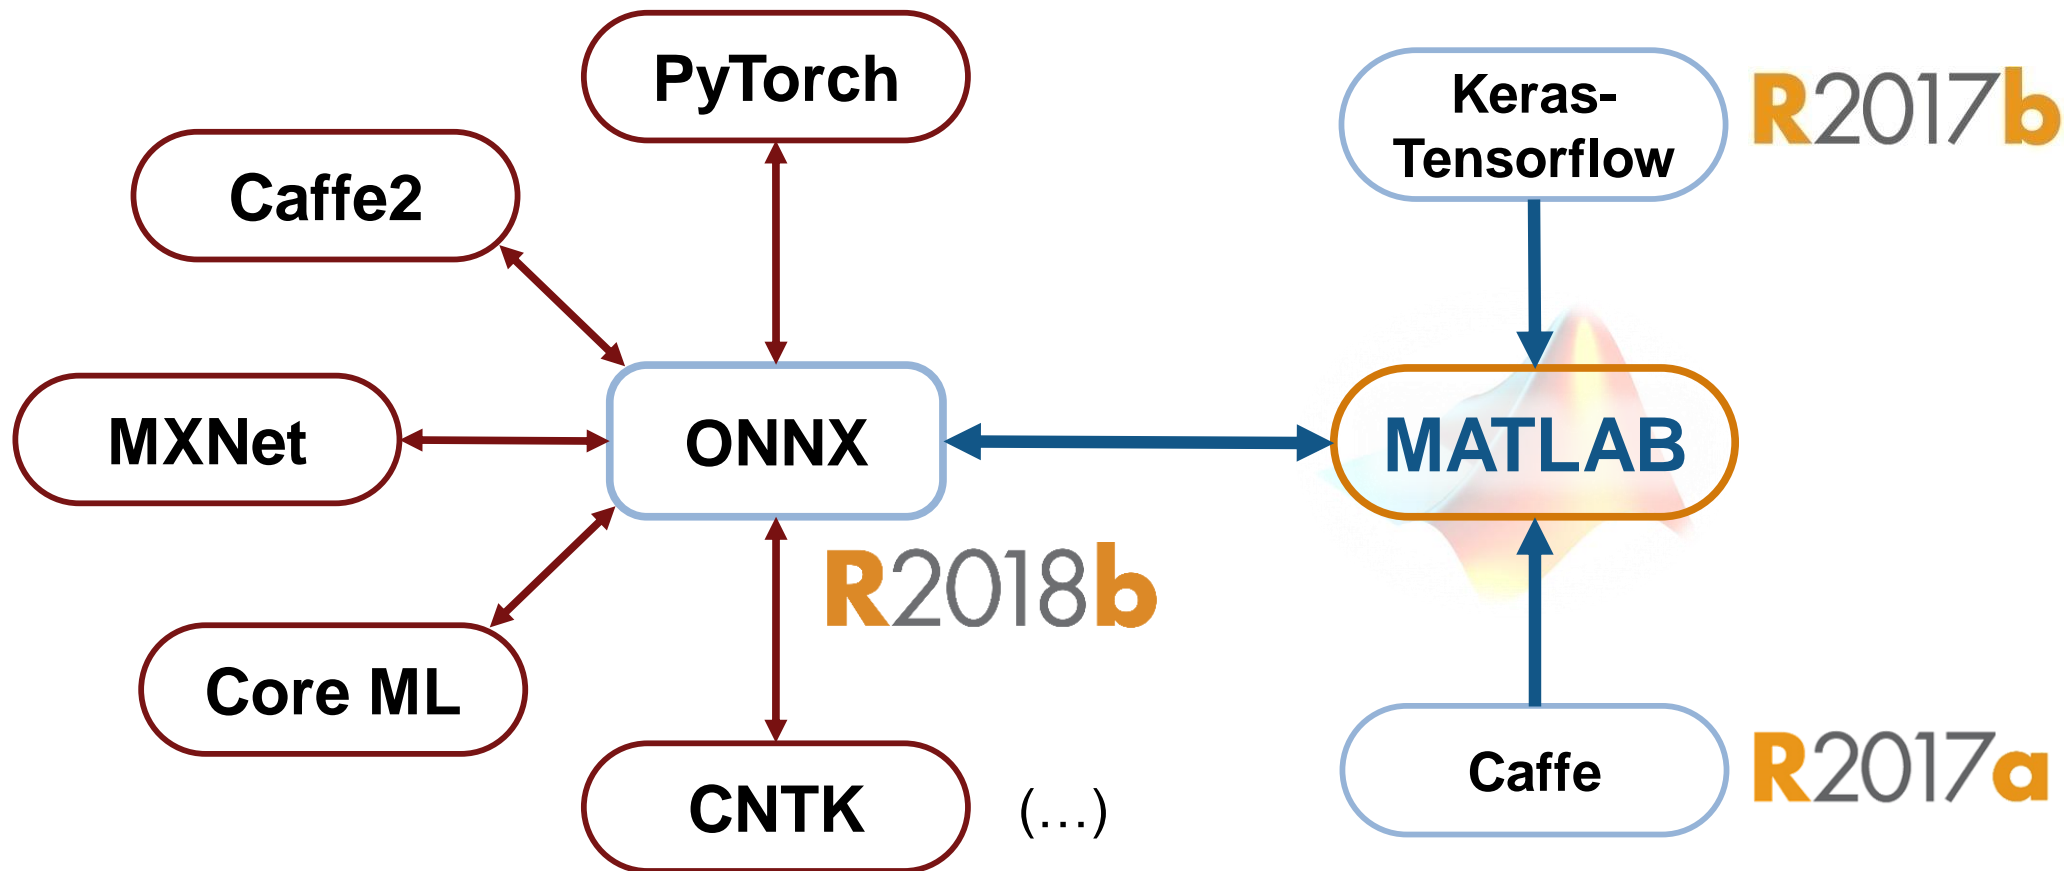 PyTorch
Keras-
Tensorflow
R2017b
Caffe2
MXNet
ONNX
MATLAB
R2018b
Core ML
CNTK
(...)
Caffe
R2017a